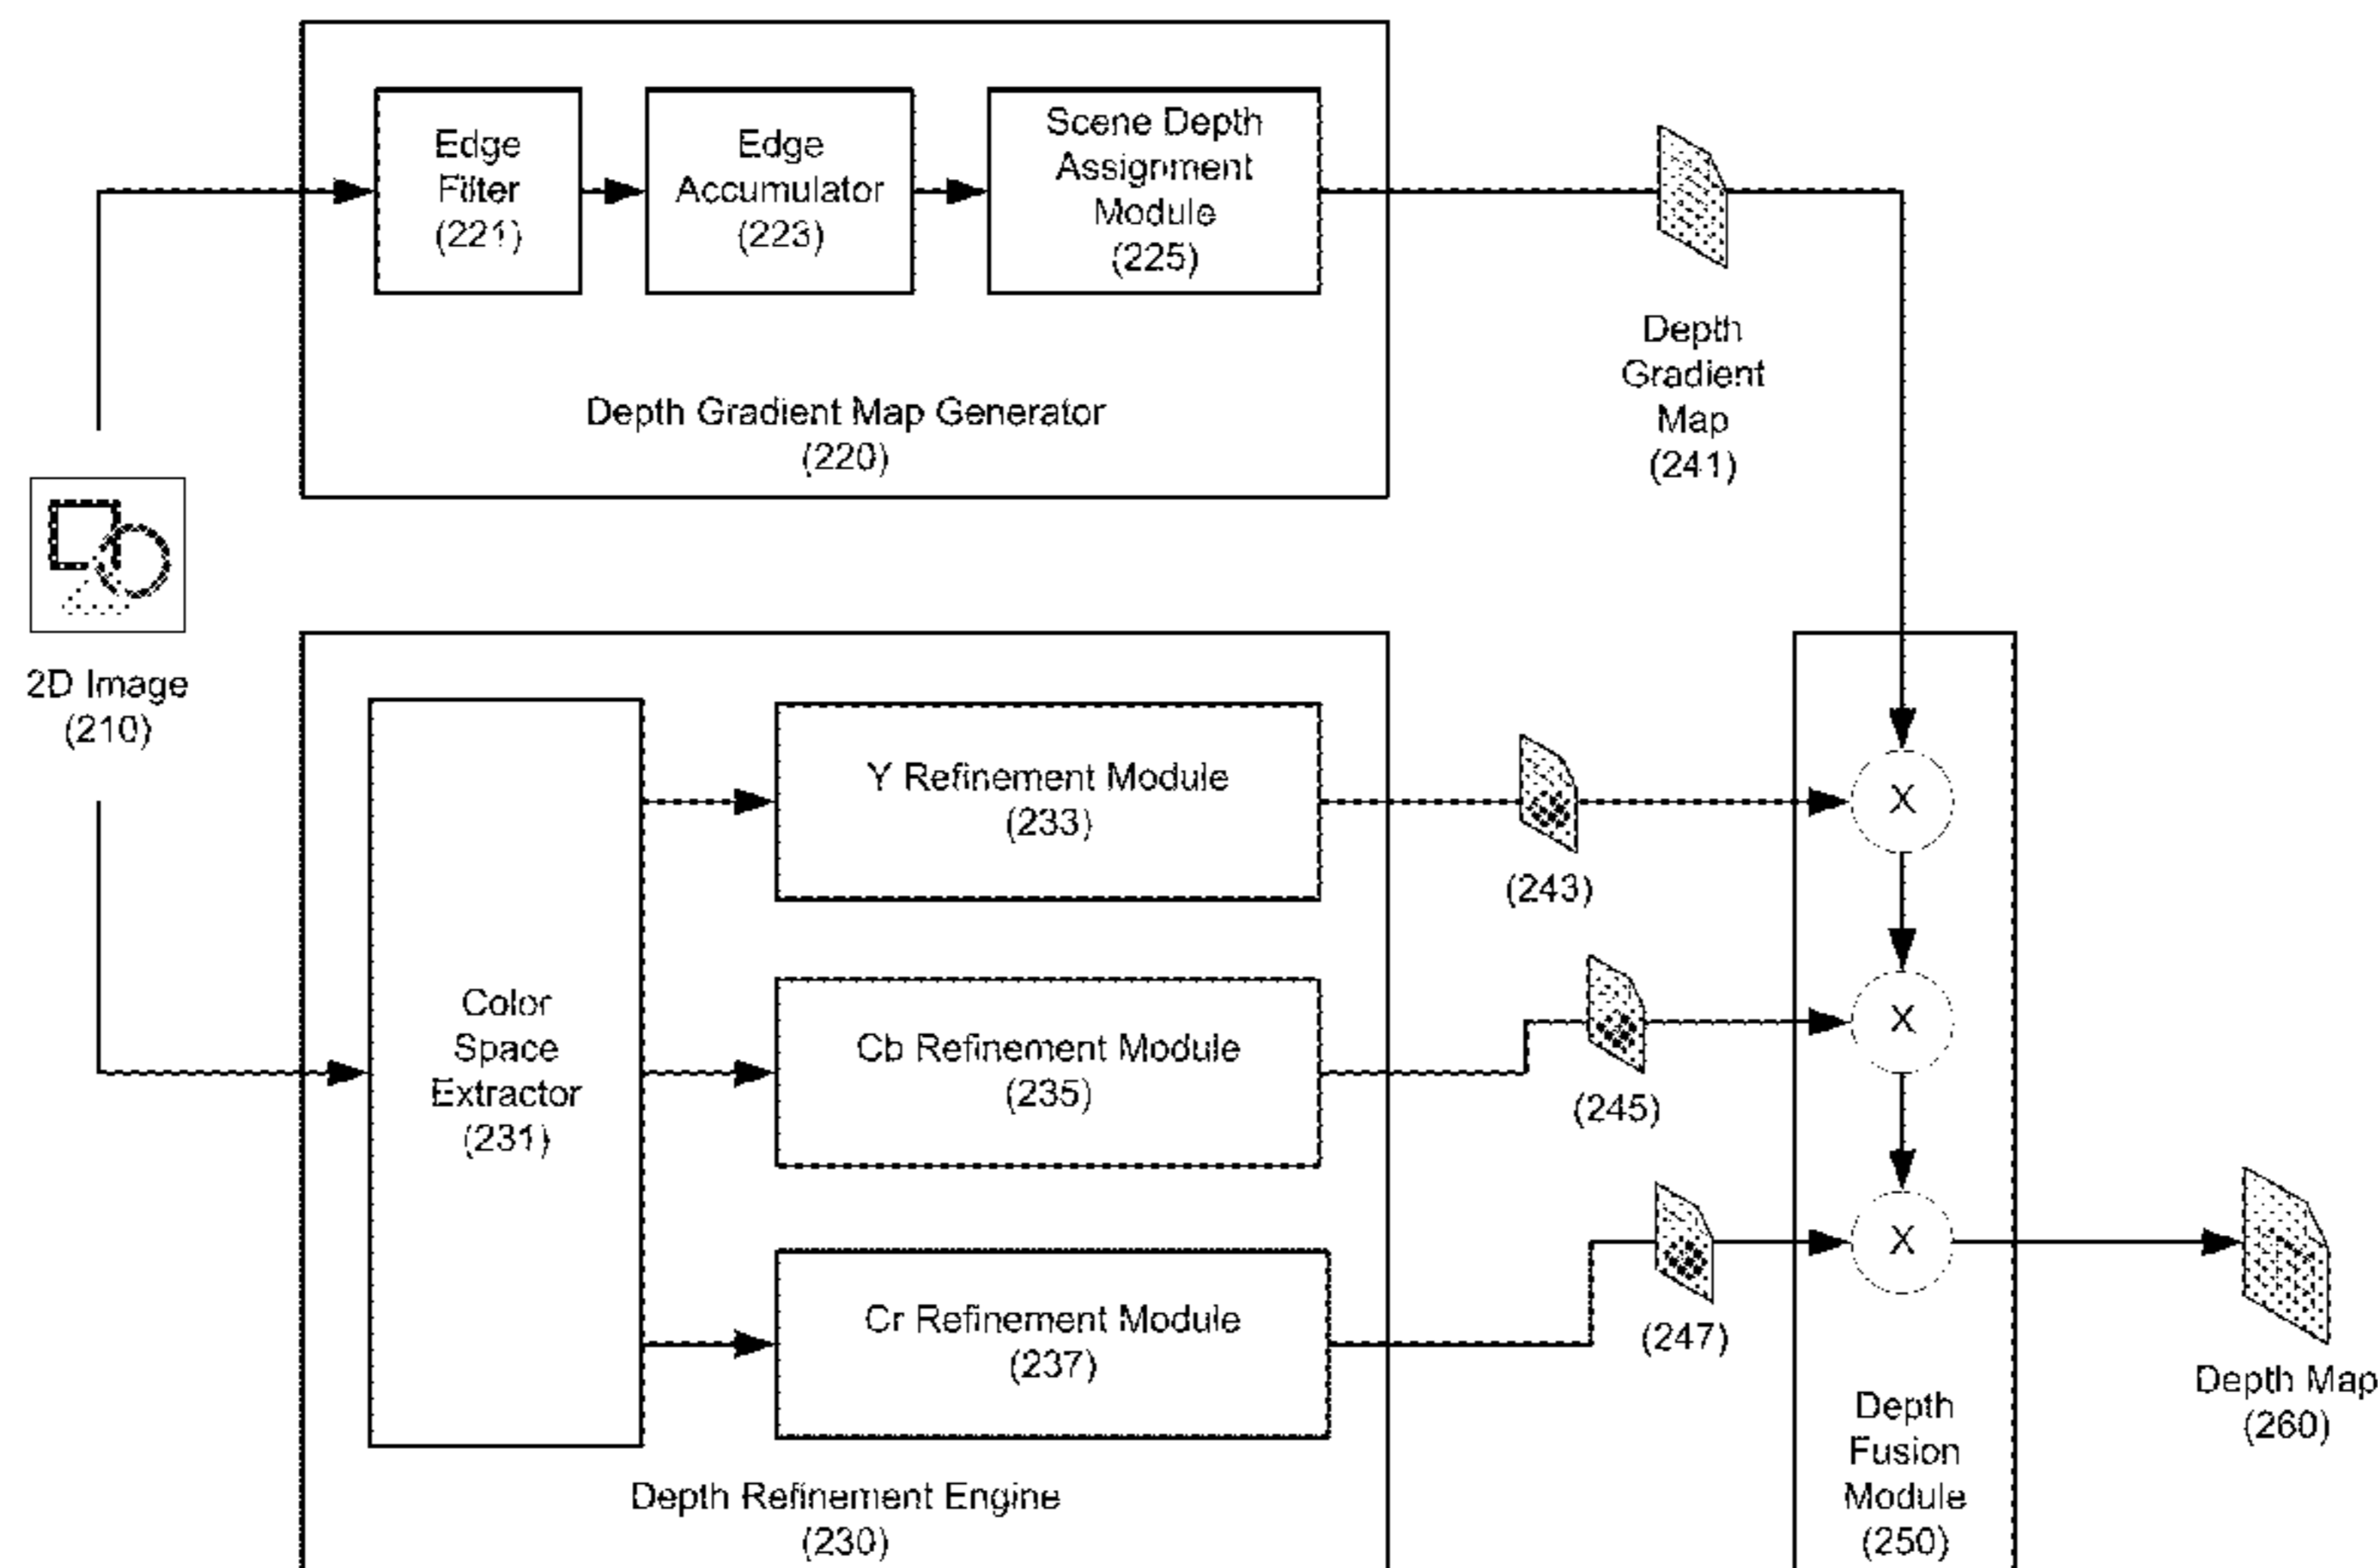 Edge
Filter
(221)
Edge
Accumulator
(223)
Scene Depth
Assignment
Module
(225)
Depth Gradient Map Generator
(220)
Depth
Gradient
Map
(241)
2D Image
(210)
Color
Space
Extractor
(231)
Y Refinement Module
(233)
Cb Refinement Module
(235)
Cr Refinement Module
(237)
Depth Refinement Engine
(230)
(243)
(245)
(247)
X
X
X
Depth
Fusion
Module
(250)
Depth Map
(260)